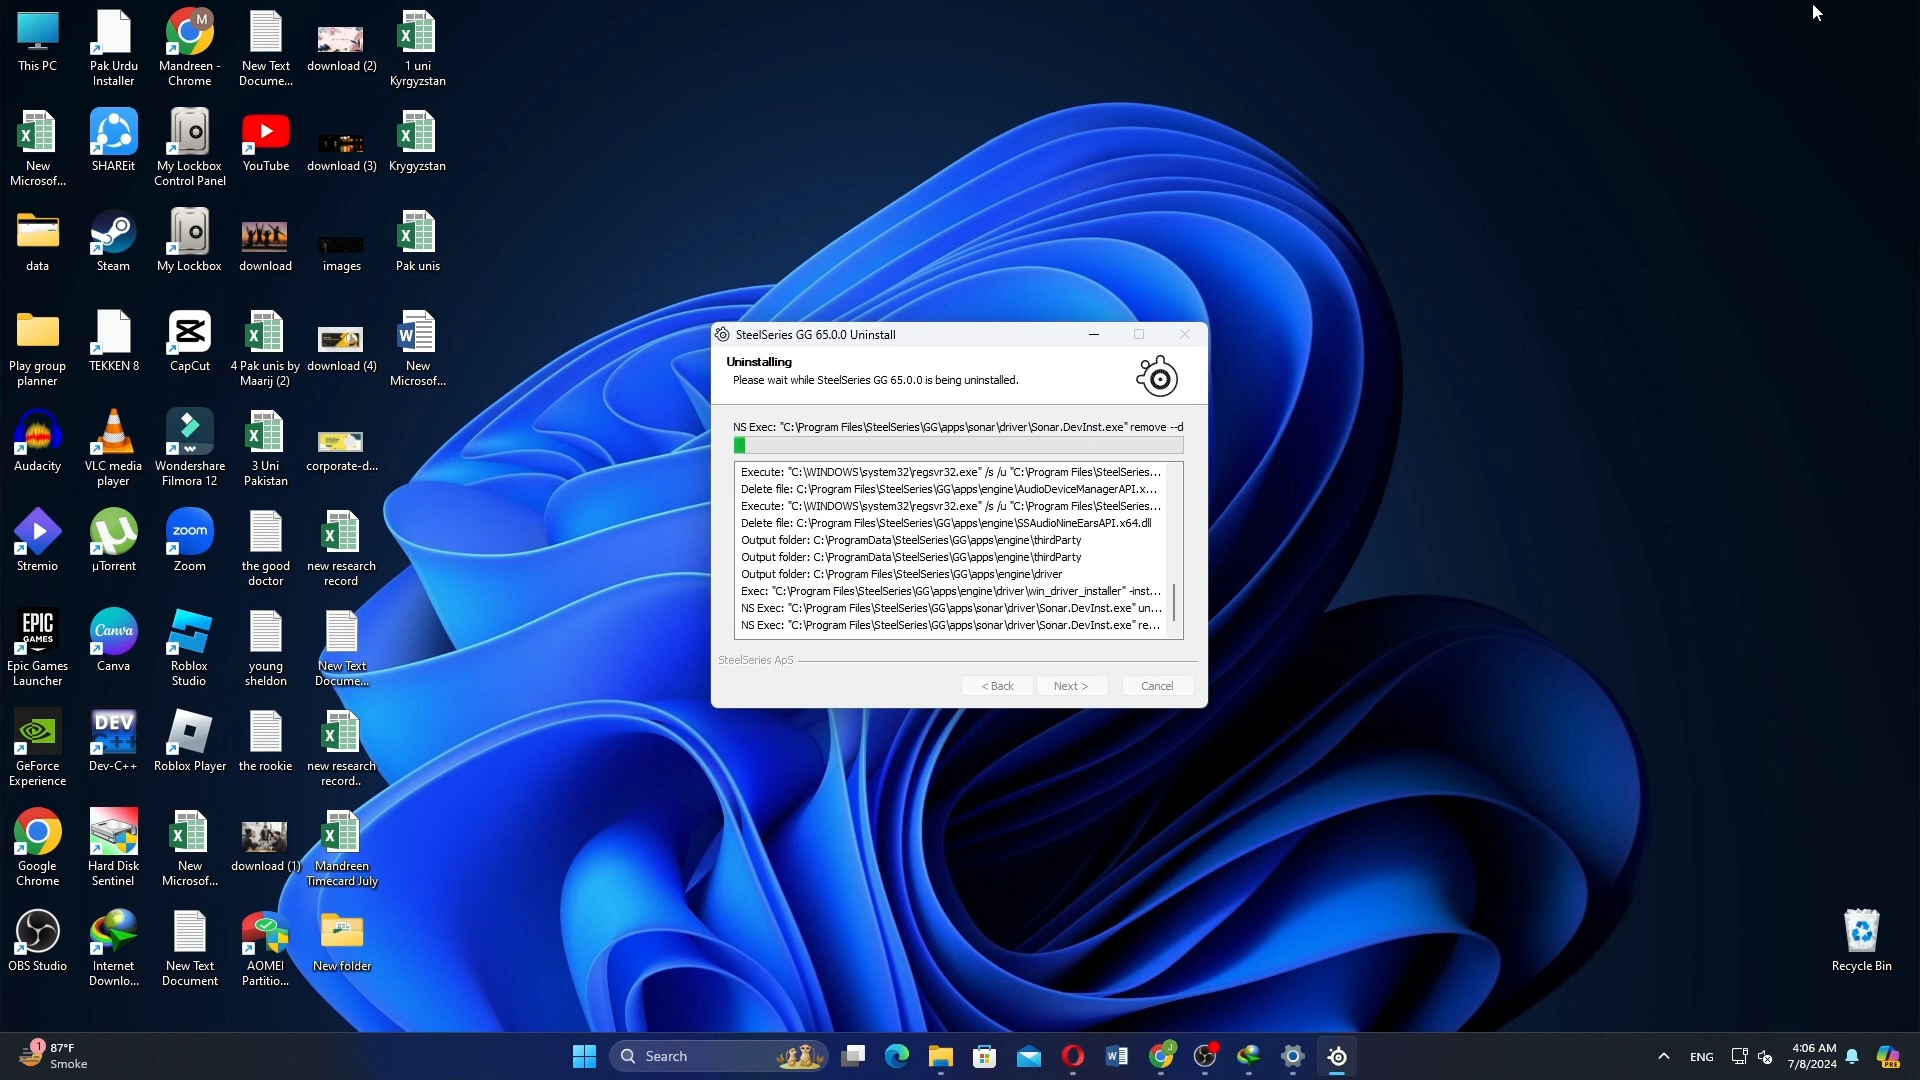 This PC
Pak Urdu
Installer
M
Mandreen -
Chrome
New Text
Docume...
download (2)
1 uni
Kyrgyzstan
New
Microsof...
SHAREit
My Lockbox
Control Panel
YouTube
download (3)
Krygyzstan
data
Steam
My Lockbox
download
images
Pak unis
Play group
planner
TEKKEN 8
CapCut
4 Pak unis by
Maarij (2)
download (4)
New
Microsof...
Audacity
VLC media
player
Wondershare
Filmora 12
3 Uni
Pakistan
corporate-d...
Stremio
µTorrent
zoom
Zoom
the good
doctor
new research
record
EPIC
GAMES
Epic Games
Launcher
Canva
Canva
Roblox
Studio
young
sheldon
New Text
Docume...
GeForce
Experience
DEV
C++
Dev-C++
Roblox Player
the rookie
new research
record..
Google
Chrome
Hard Disk
Sentinel
New
Microsof...
download (1)
Mandreen
Timecard July
OBS Studio
Internet
Downlo...
New Text
Document
AOMEI
Partitio...
New folder
Recycle Bin
SteelSeries GG 65.0.0 Uninstall
Uninstalling
Please wait while SteelSeries GG 65.0.0 is being uninstalled.
NS Exec: "C:\Program Files\SteelSeries\GG\apps\sonar\driver\Sonar.DevInst.exe" remove --d
Execute: "C:\WINDOWS\system32\regsvr32.exe" /s /u "C:\Program Files\SteelSeries...
Delete file: C:\Program Files\SteelSeries\GG\apps\engine\AudioDeviceManagerAPI.x...
Execute: "C:\WINDOWS\system32\regsvr32.exe" /s /u "C:\Program Files\SteelSeries...
Delete file: C:\Program Files\SteelSeries\GG\apps\engine\SSAudioNineEarsAPI.x64.dll
Output folder: C:\ProgramData\SteelSeries\GG\apps\engine\thirdParty
Output folder: C:\ProgramData\SteelSeries\GG\apps\engine\thirdParty
Output folder: C:\Program Files\SteelSeries\GG\apps\engine\driver
Exec: "C:\Program Files\SteelSeries\GG\apps\engine\driver\win_driver_installer" -inst...
NS Exec: "C:\Program Files\SteelSeries\GG\apps\sonar\driver\Sonar.DevInst.exe" un...
NS Exec: "C:\Program Files\SteelSeries\GG\apps\sonar\driver\Sonar.DevInst.exe" re...
SteelSeries ApS
< Back
Next >
Cancel
1
87°F
Smoke
Search
J
ENG
4:06 AM
7/8/2024
PRE